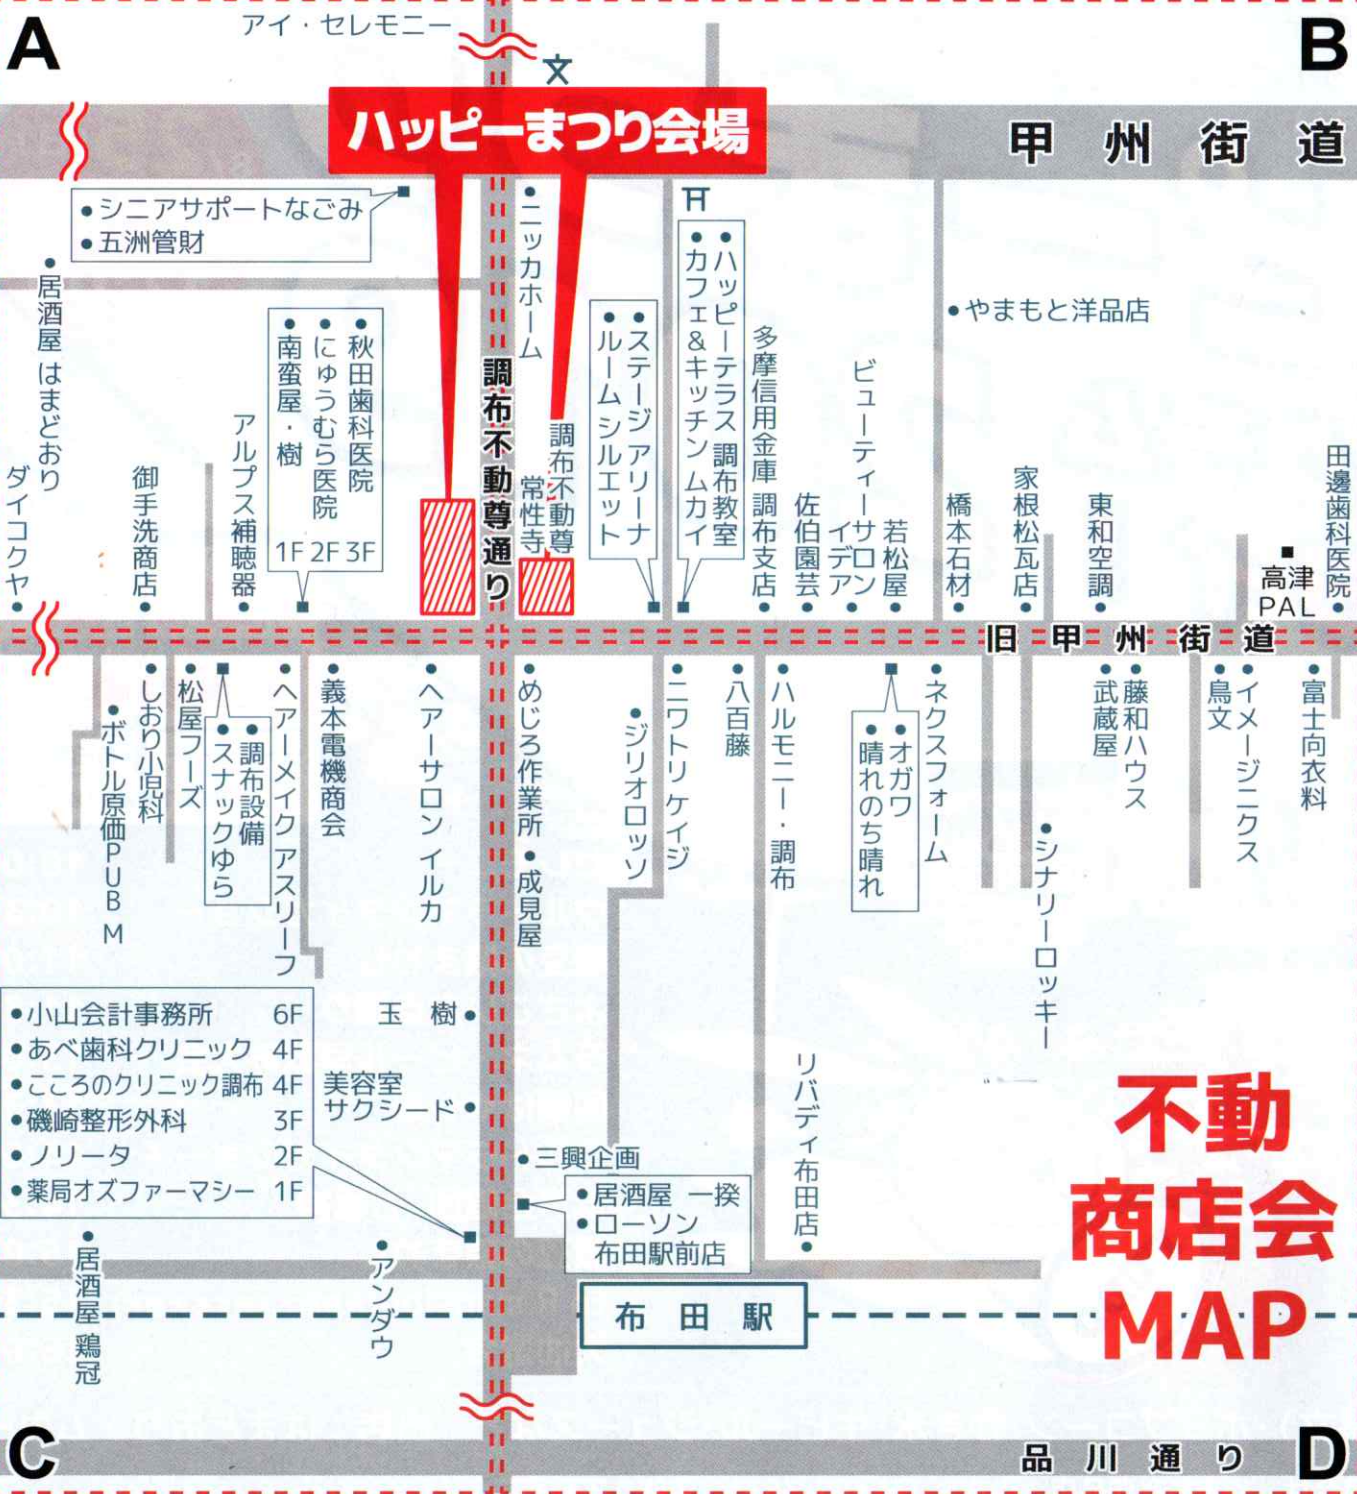 A
B
アイ・セレモニー
文
ハッピーまつり会場
甲州街道
●シニアサポートなごみ
●五洲管財
●ニッカホーム
●居酒屋 はまどおり
ダイコクヤ
御手洗商店
アルプス補聴器
●南蛮屋・樹 1F
●にゅうむら医院 2F
●秋田歯科医院 3F
調布不動尊通り
調布不動尊
常性寺
●ステージ アリーナ
●ルーム シルエット
●ハッピーテラス 調布教室
●カフェ&キッチン ムカイ
多摩信用金庫 調布支店
佐伯園芸
ビューティーサロン
イデア
若松屋
●やまもと洋品店
橋本石材
家根松瓦店
東和空調
高津
PAL
田邊歯科医院
旧甲州街道
●ボトル原価PUB M
しおり小児科
松屋フーズ
●調布設備
●スナックゆら
ヘアーメイク アスリーフ
義本電機商会
ヘアーサロン イルカ
めじろ作業所
●成見屋
●ジリオロッソ
ニワトリ ケイジ
八百藤
ハルモニー・調布
●オガワ
●晴れのち晴れ
ネクスフォーム
●シナリーロッキー
武蔵屋
藤和ハウス
鳥文
イメージニクス
富士向衣料
●小山会計事務所 6F
●あべ歯科クリニック 4F
●こころのクリニック調布 4F
●磯崎整形外科 3F
●ノリータ 2F
●薬局オズファーマシー 1F
玉 樹●
美容室
サクシード●
●三興企画
●居酒屋 一揆
●ローソン
布田駅前店
リバディ布田店●
●居酒屋 鶏冠
●アンダウ
布田駅
不動
商店会
MAP
C
品川通り
D